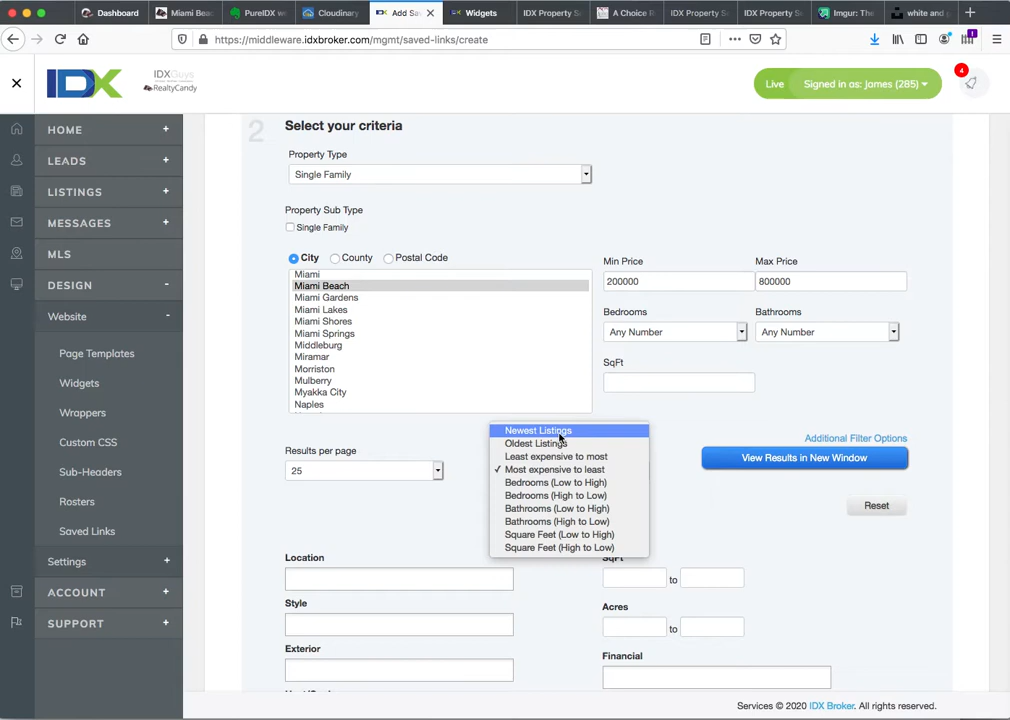 Dashboard
Miami Bea
PureIDX w
Cloudinary
Add Sa
Widgets
IDX Property S
A Choice R
IDX Property S
IDX Property S
Imgur: The
white and g
https://middleware.idxbroker.com/mgmt/saved-links/create
IDX
IDXGuys
RealtyCandy
Live
Signed in as: James (285)
4
HOME +
LEADS +
LISTINGS +
MESSAGES +
MLS
DESIGN -
Website -
Page Templates
Widgets
Wrappers
Custom CSS
Sub-Headers
Rosters
Saved Links
Settings +
ACCOUNT +
SUPPORT +
2 Select your criteria
Property Type
Single Family
Property Sub Type
Single Family
City County Postal Code
Miami
Miami Beach
Miami Gardens
Miami Lakes
Miami Shores
Miami Springs
Middleburg
Miramar
Morriston
Mulberry
Myakka City
Naples
Min Price Max Price
200000 800000
Bedrooms Bathrooms
Any Number Any Number
SqFt
Results per page
25
Newest Listings
Oldest Listings
Least expensive to most
✓ Most expensive to least
Bedrooms (Low to High)
Bedrooms (High to Low)
Bathrooms (Low to High)
Bathrooms (High to Low)
Square Feet (Low to High)
Square Feet (High to Low)
Additional Filter Options
View Results in New Window
Reset
Location
Style
Exterior
SqFt
to
Acres
to
Financial
Services © 2020 IDX Broker. All rights reserved.